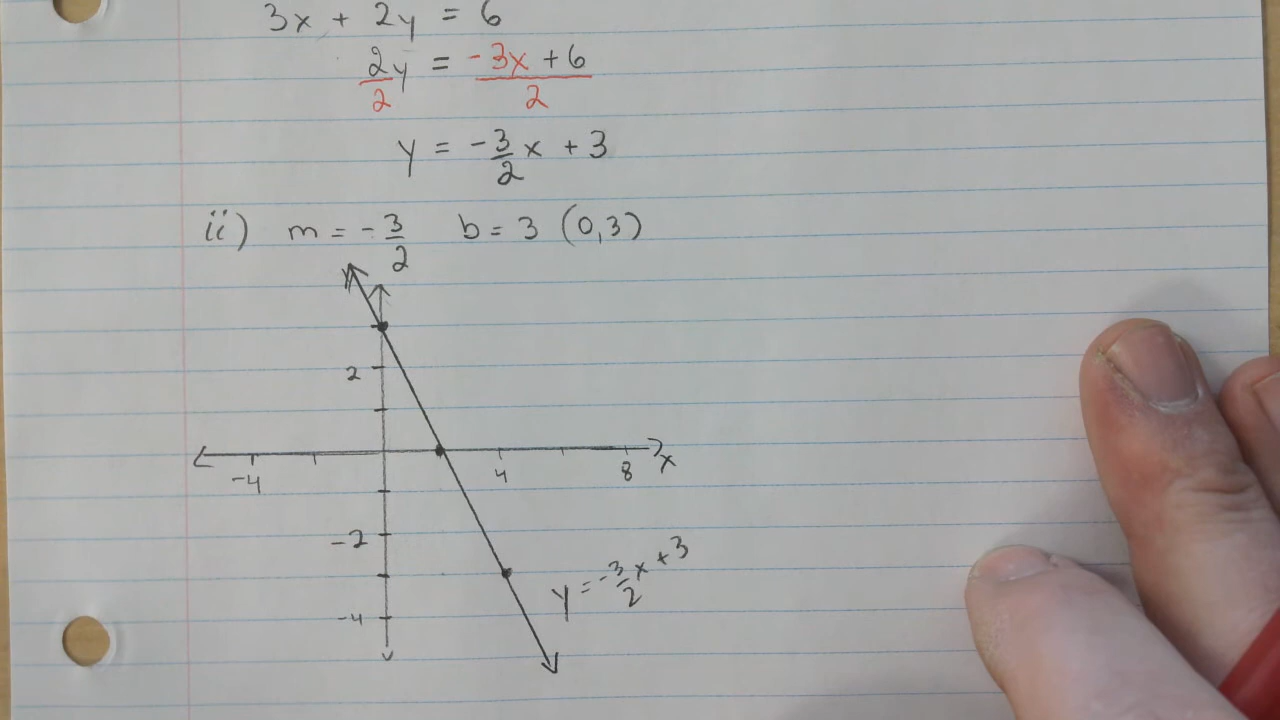 3x + 2y = 6
2y/2 = -3x + 6/2
y = -3/2 x + 3
ii) m = -3/2 b = 3 (0,3)
y
2
-4 4 8 x
-2
y = -3/2 x + 3
-4